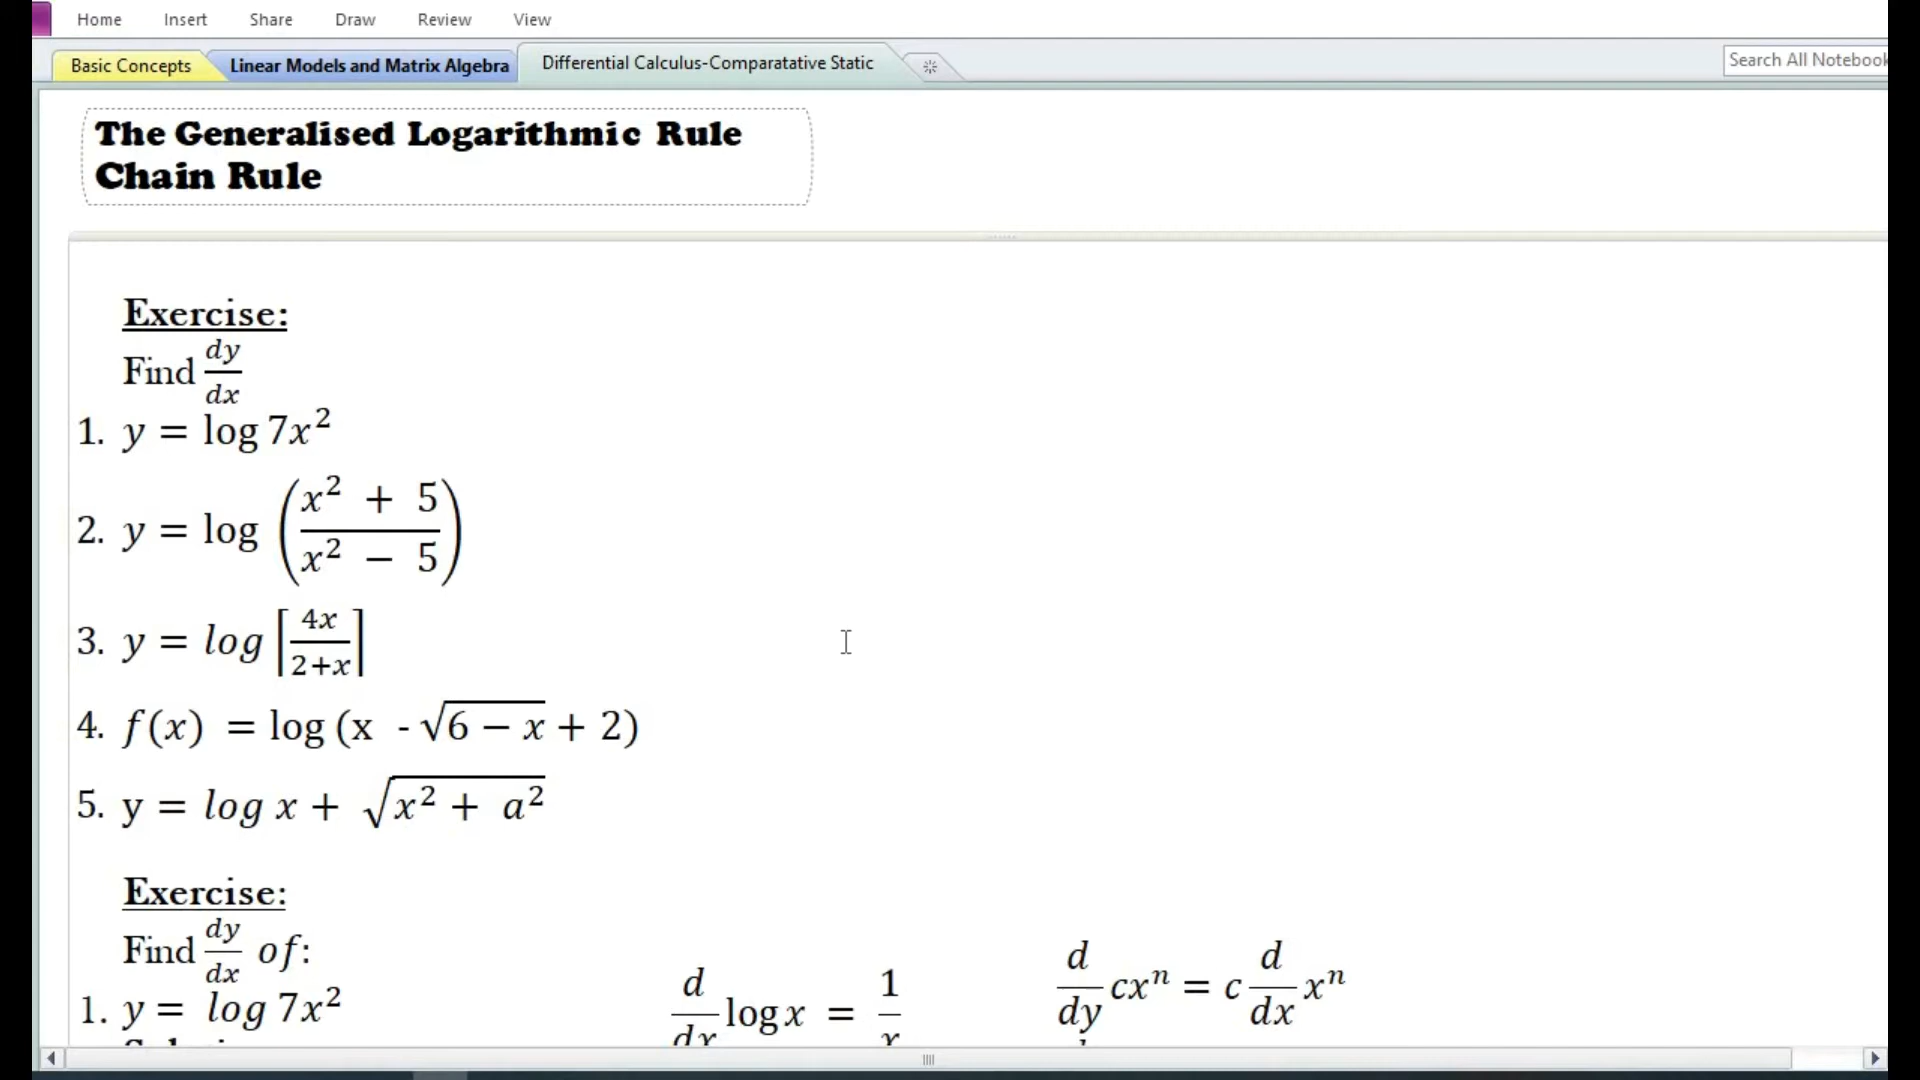 Home Insert Share Draw Review View
Basic Concepts Linear Models and Matrix Algebra Differential Calculus-Comparatative Static Search All Notebook
The Generalised Logarithmic Rule
Chain Rule
Exercise:
Find dy/dx
1. y = log 7x²
2. y = log ((x² + 5)/(x² − 5))
3. y = log ⌈4x/(2+x)⌉
4. f(x) = log (x - √(6 − x) + 2)
5. y = log x + √(x² + a²)
Exercise:
Find dy/dx of:
1. y = log 7x²
d/dx log x = 1/x
d/dy cxⁿ = c d/dx xⁿ